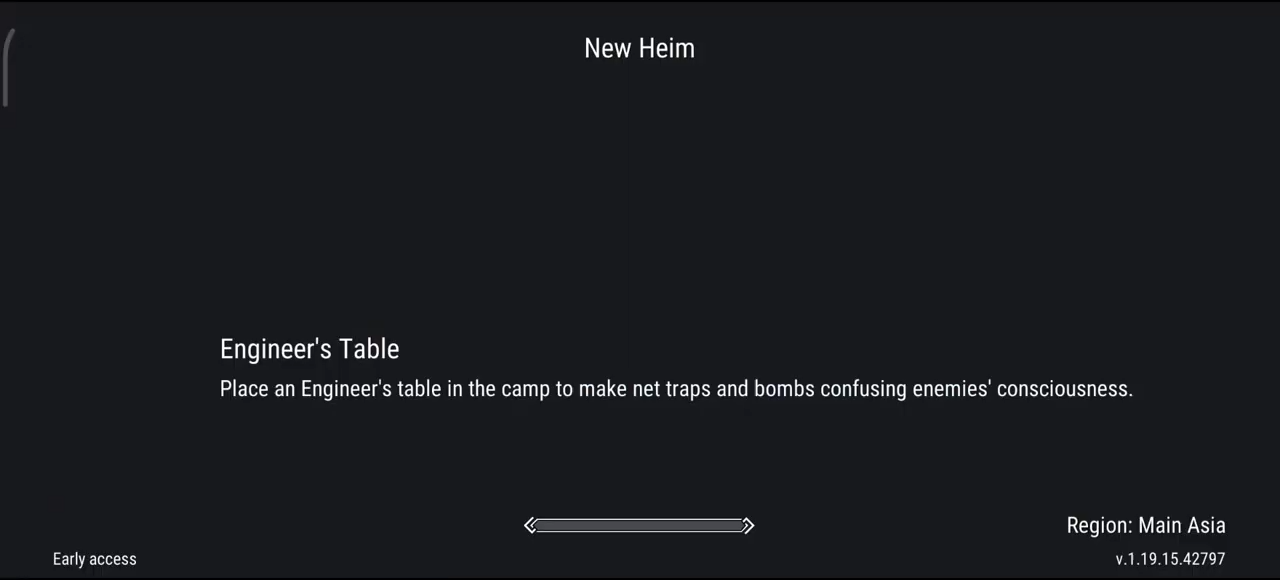 New Heim
Engineer's Table
Place an Engineer's table in the camp to make net traps and bombs confusing enemies' consciousness.
Region: Main Asia
Early access
v.1.19.15.42797